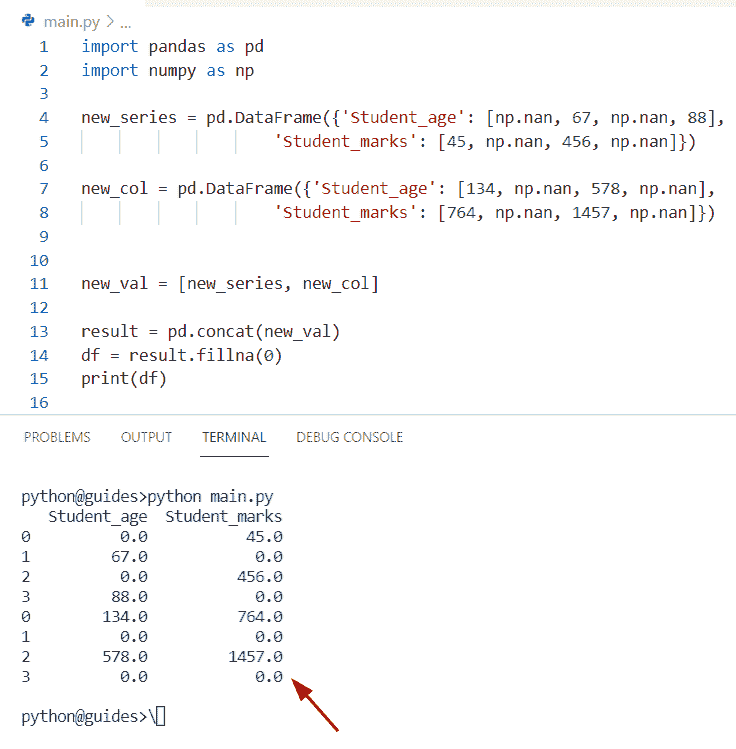 main.py > ...
1 import pandas as pd
2 import numpy as np
3
4 new_series = pd.DataFrame({'Student_age': [np.nan, 67, np.nan, 88],
5 'Student_marks': [45, np.nan, 456, np.nan]})
6
7 new_col = pd.DataFrame({'Student_age': [134, np.nan, 578, np.nan],
8 'Student_marks': [764, np.nan, 1457, np.nan]})
9
10
11 new_val = [new_series, new_col]
12
13 result = pd.concat(new_val)
14 df = result.fillna(0)
15 print(df)
16
PROBLEMS OUTPUT TERMINAL DEBUG CONSOLE
python@guides>python main.py
Student_age Student_marks
0 0.0 45.0
1 67.0 0.0
2 0.0 456.0
3 88.0 0.0
0 134.0 764.0
1 0.0 0.0
2 578.0 1457.0
3 0.0 0.0
python@guides>\